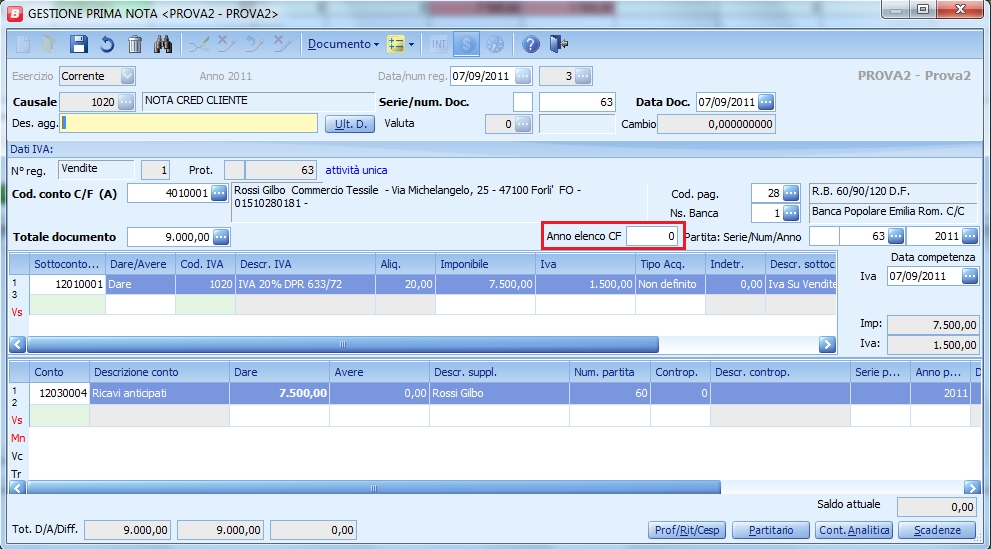 B GESTIONE PRIMA NOTA <PROVA2 - PROVA2>
Documento INT $ ?
Esercizio Corrente Anno 2011 Data/num reg. 07/09/2011 ... 3 ... PROVA2 - Prova2
Causale 1020 ... NOTA CRED CLIENTE Serie/num. Doc. 63 Data Doc. 07/09/2011 ...
Des. agg. Ult. D. Valuta 0 ... Cambio 0,000000000
Dati IVA:
N° reg. Vendite 1 Prot. 63 attività unica
Cod. conto C/F (A) 4010001 ... Rossi Gilbo Commercio Tessile - Via Michelangelo, 25 - 47100 Forli' FO -
01510280181 -
Cod. pag. 28 ... R.B. 60/90/120 D.F.
Ns. Banca 1 ... Banca Popolare Emilia Rom. C/C
Totale documento 9.000,00 ... Anno elenco CF 0 Partita: Serie/Num/Anno 63 ... 2011 ...
Sottoconto... Dare/Avere Cod. IVA Descr. IVA Aliq. Imponibile Iva Tipo Acq. Indetr. Descr. sottoc
1 12010001 Dare 1020 IVA 20% DPR 633/72 20,00 7.500,00 1.500,00 Non definito 0,00 Iva Su Vendite
3
Vs
Data competenza
Iva 07/09/2011 ...
Imp: 7.500,00
Iva: 1.500,00
Conto Descrizione conto Dare Avere Descr. suppl. Num. partita Controp. Descr. controp. Serie p... Anno p... D
1 12030004 Ricavi anticipati 7.500,00 0,00 Rossi Gilbo 60 0 2011
2
Vs
Mn
Vc
Tr
Saldo attuale 0,00
Tot. D/A/Diff. 9.000,00 9.000,00 0,00 Prof/Rit/Cesp Partitario Cont. Analitica Scadenze